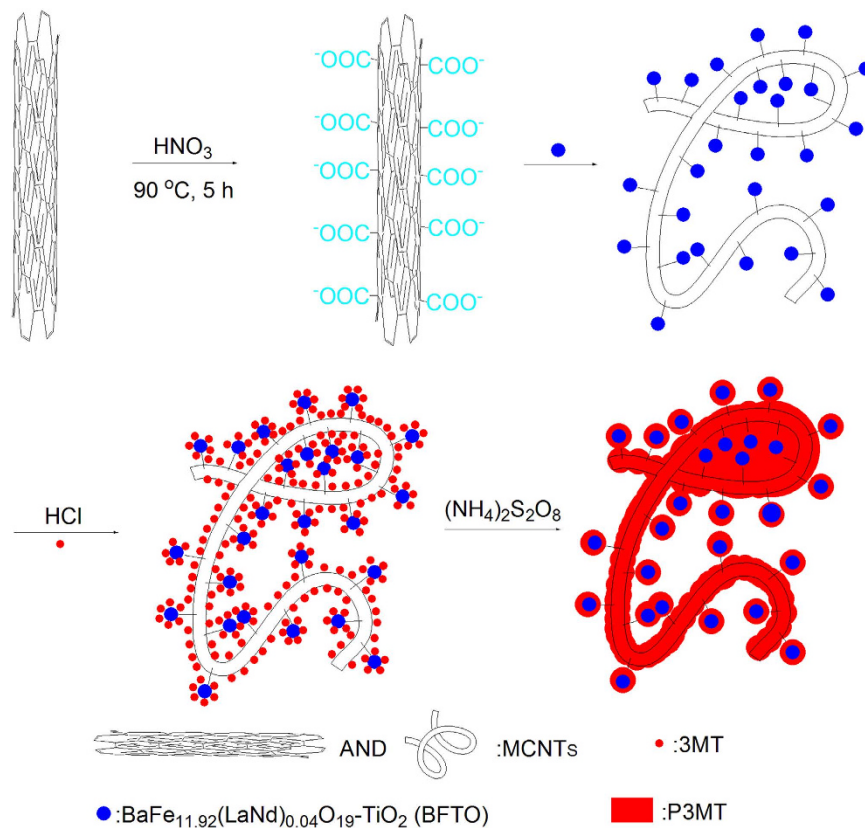 HNO₃
90 °C, 5 h
⁻OOC COO⁻
⁻OOC COO⁻
⁻OOC COO⁻
⁻OOC COO⁻
⁻OOC COO⁻
HCl
(NH₄)₂S₂O₈
AND :MCNTs :3MT
:BaFe₁₁.₉₂(LaNd)₀.₀₄O₁₉-TiO₂ (BFTO) :P3MT